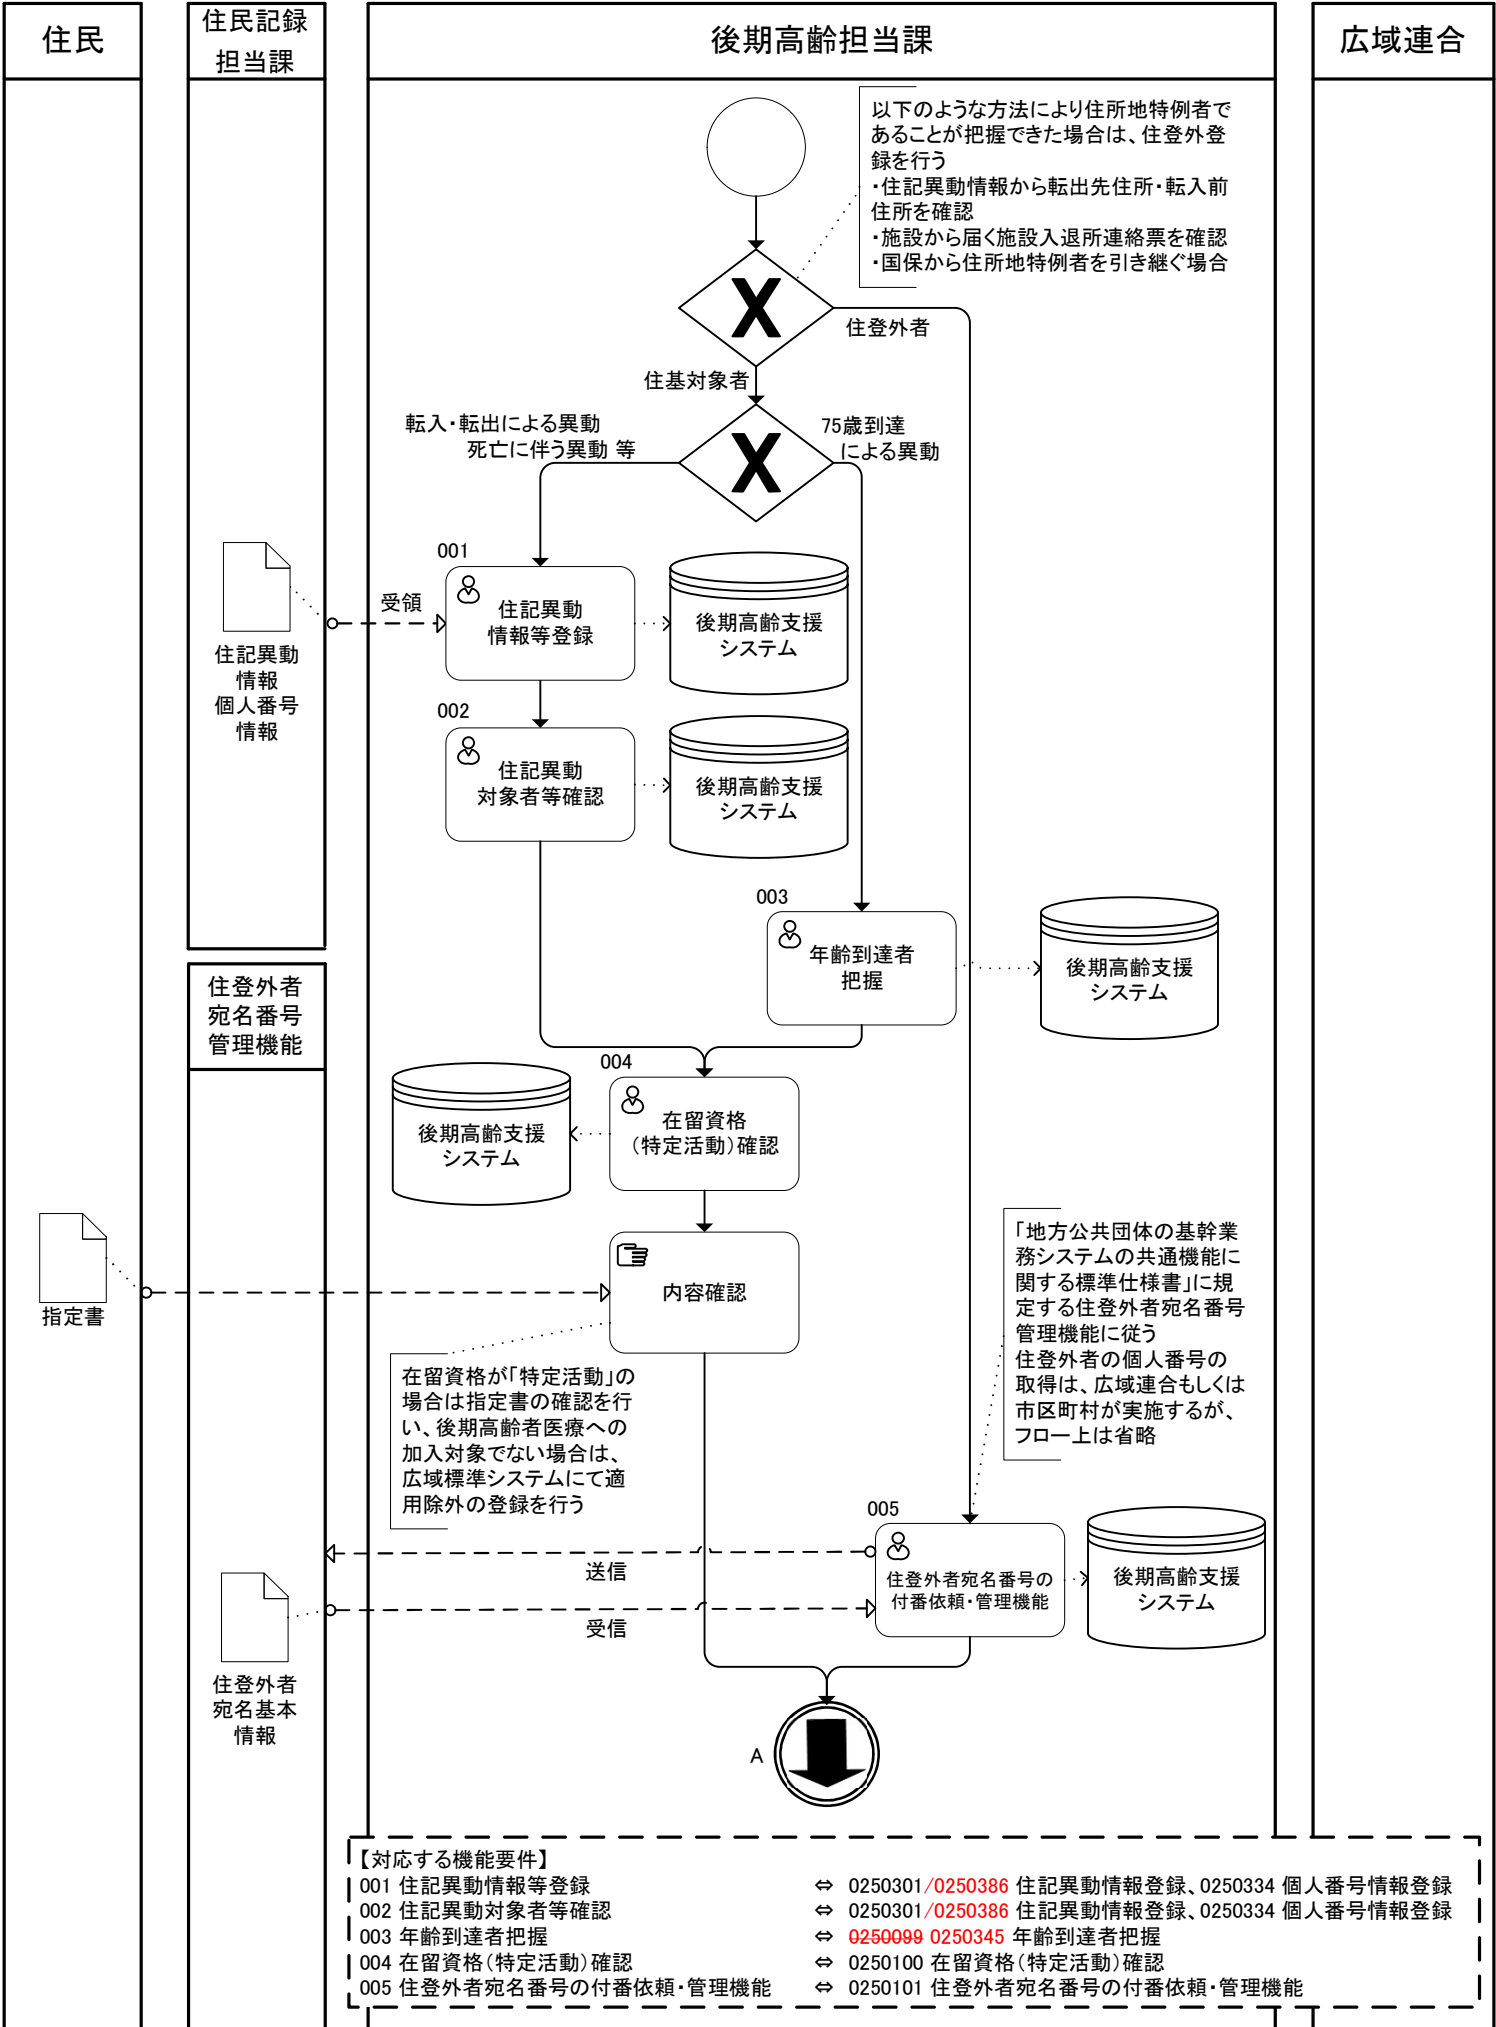 住民
住民記録
担当課
後期高齢担当課
広域連合
以下のような方法により住所地特例者で
あることが把握できた場合は、住登外登
録を行う
・住記異動情報から転出先住所・転入前
住所を確認
・施設から届く施設入退所連絡票を確認
・国保から住所地特例者を引き継ぐ場合
X
住登外者
住基対象者
転入・転出による異動
死亡に伴う異動 等
X
75歳到達
による異動
001
住記異動
情報等登録
後期高齢支援
システム
受領
住記異動
情報
個人番号
情報
002
住記異動
対象者等確認
後期高齢支援
システム
003
年齢到達者
把握
後期高齢支援
システム
住登外者
宛名番号
管理機能
004
在留資格
（特定活動）確認
後期高齢支援
システム
指定書
内容確認
「地方公共団体の基幹業
務システムの共通機能に
関する標準仕様書」に規
定する住登外者宛名番号
管理機能に従う
住登外者の個人番号の
取得は、広域連合もしくは
市区町村が実施するが、
フロー上は省略
在留資格が「特定活動」の
場合は指定書の確認を行
い、後期高齢者医療への
加入対象でない場合は、
広域標準システムにて適
用除外の登録を行う
005
住登外者宛名番号の
付番依頼・管理機能
後期高齢支援
システム
送信
受信
住登外者
宛名基本
情報
A
【対応する機能要件】
001 住記異動情報等登録 ⇔ 0250301/0250386 住記異動情報登録、0250334 個人番号情報登録
002 住記異動対象者等確認 ⇔ 0250301/0250386 住記異動情報登録、0250334 個人番号情報登録
003 年齢到達者把握 ⇔ 0250099 0250345 年齢到達者把握
004 在留資格（特定活動）確認 ⇔ 0250100 在留資格（特定活動）確認
005 住登外者宛名番号の付番依頼・管理機能 ⇔ 0250101 住登外者宛名番号の付番依頼・管理機能